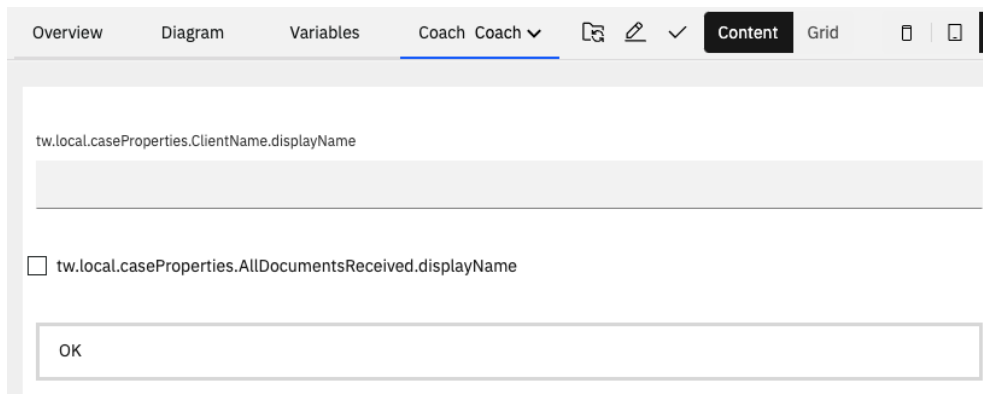 Overview Diagram Variables Coach Coach Content Grid
tw.local.caseProperties.ClientName.displayName
tw.local.caseProperties.AllDocumentsReceived.displayName
OK